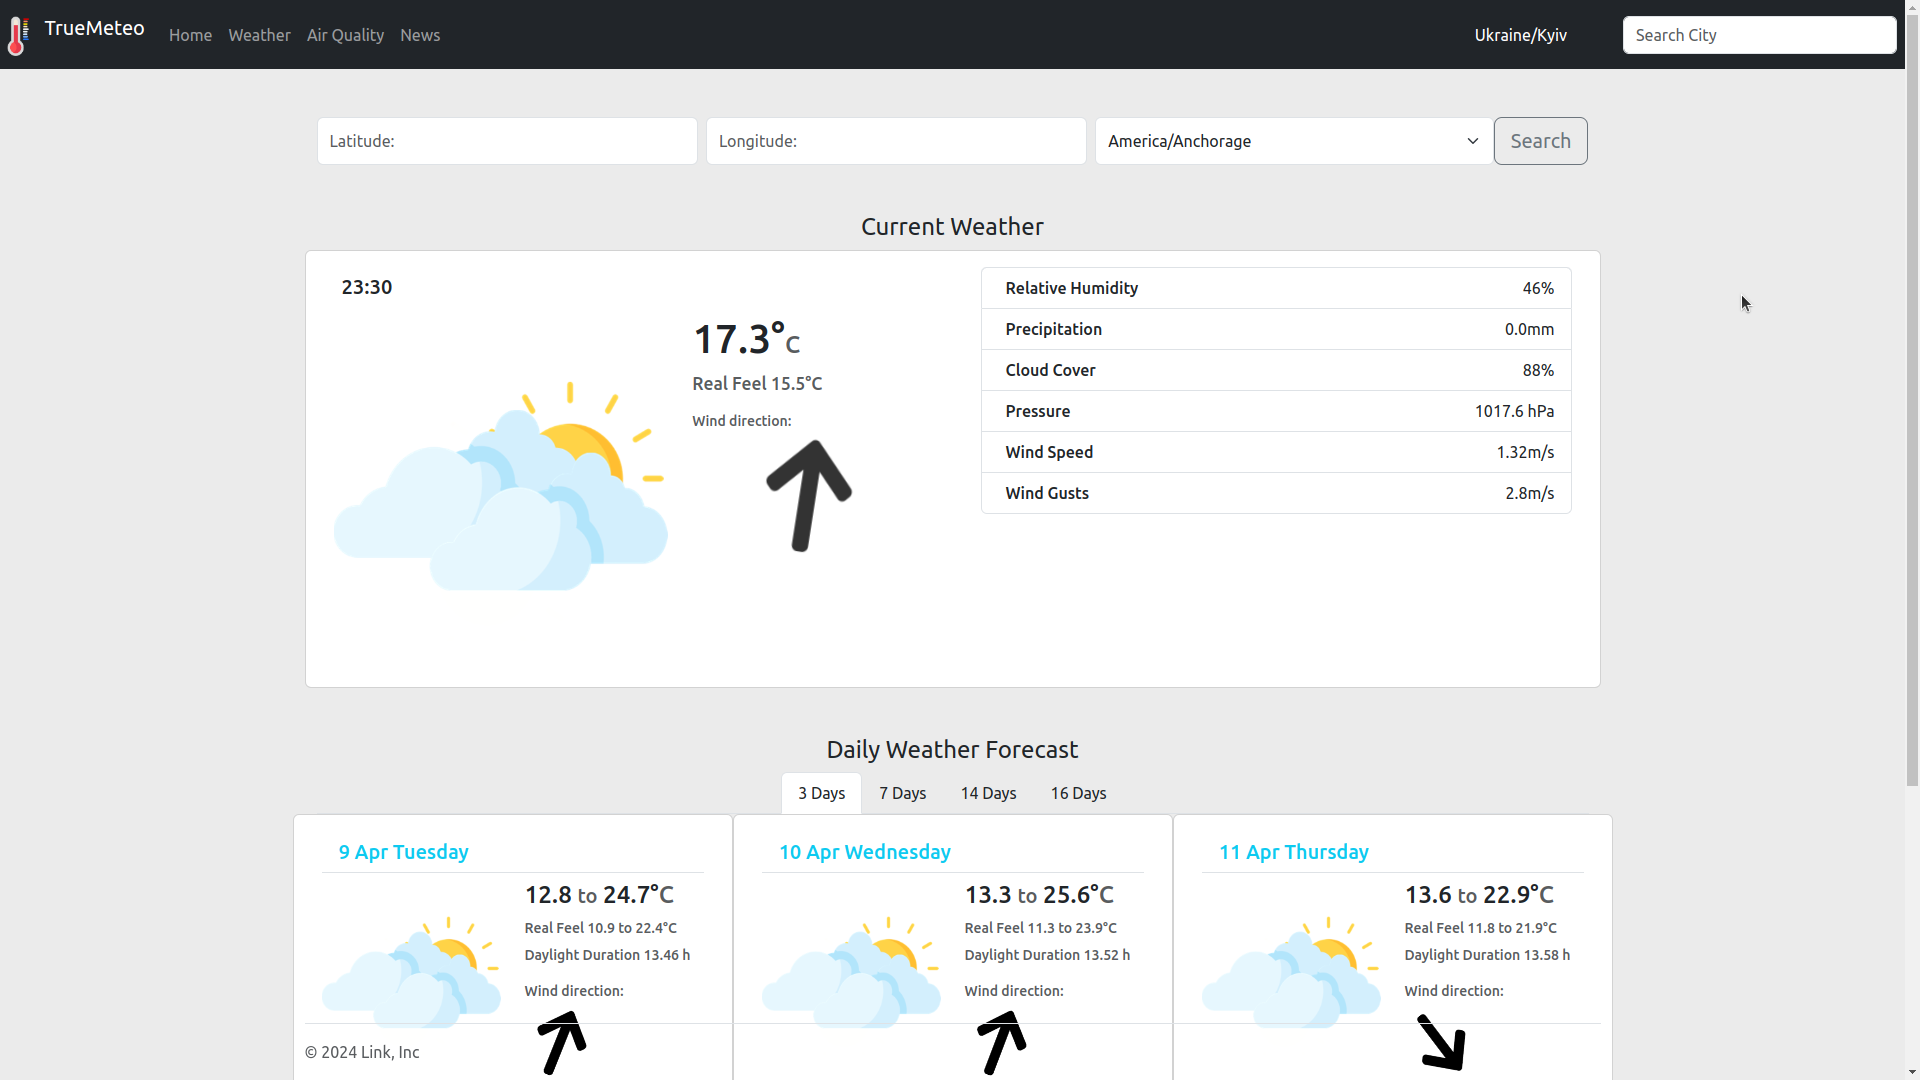 TrueMeteo Home Weather Air Quality News Ukraine/Kyiv Search City
Latitude: Longitude: America/Anchorage Search
Current Weather
23:30
17.3°C
Real Feel 15.5°C
Wind direction:
Relative Humidity 46%
Precipitation 0.0mm
Cloud Cover 88%
Pressure 1017.6 hPa
Wind Speed 1.32m/s
Wind Gusts 2.8m/s
Daily Weather Forecast
3 Days 7 Days 14 Days 16 Days
9 Apr Tuesday
12.8 to 24.7°C
Real Feel 10.9 to 22.4°C
Daylight Duration 13.46 h
Wind direction:
10 Apr Wednesday
13.3 to 25.6°C
Real Feel 11.3 to 23.9°C
Daylight Duration 13.52 h
Wind direction:
11 Apr Thursday
13.6 to 22.9°C
Real Feel 11.8 to 21.9°C
Daylight Duration 13.58 h
Wind direction:
© 2024 Link, Inc